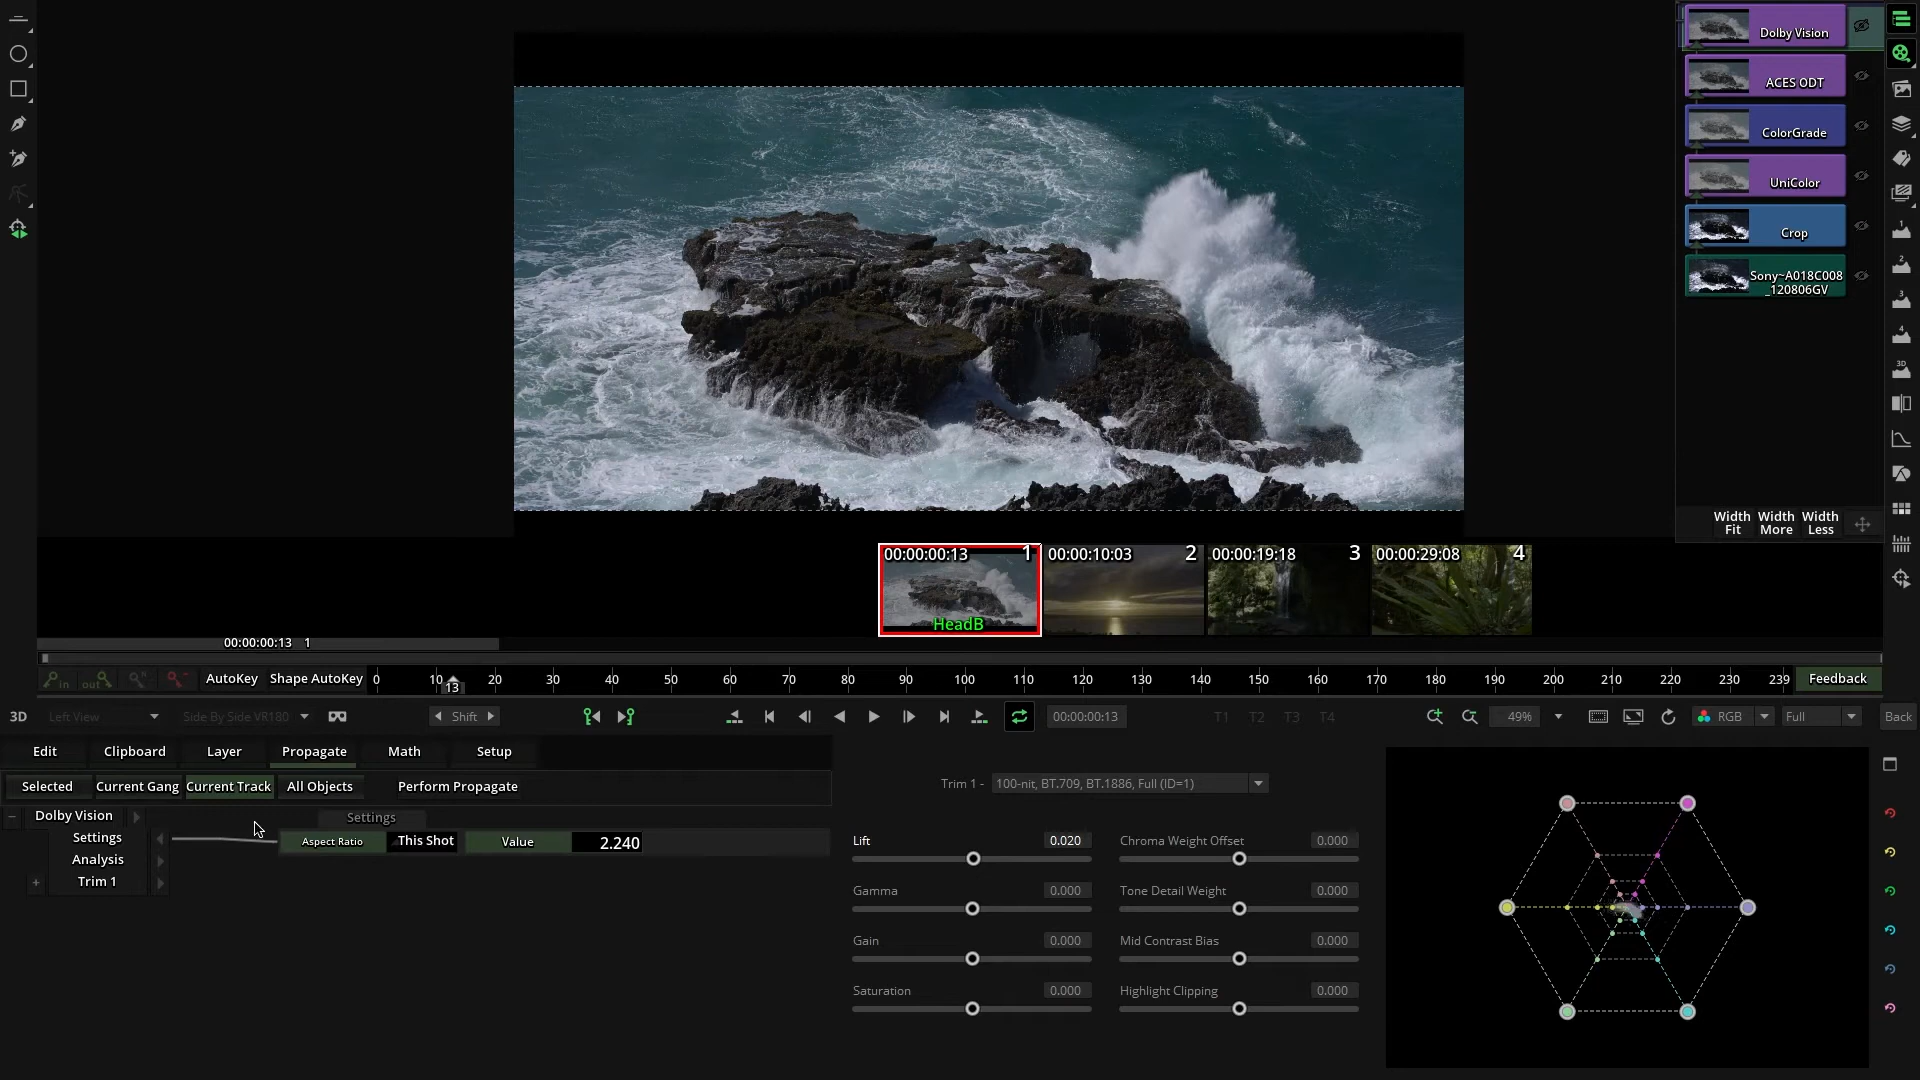 Dolby Vision
ACES ODT
ColorGrade
UniColor
Crop
Sony~A018C008
_120806GV
Width Fit
Width More
Width Less
1
2
3
4
3D
00:00:00:13 1
HeadB
00:00:10:03 2
00:00:19:18 3
00:00:29:08 4
00:00:00:13 1
in
out
AutoKey
Shape AutoKey
0 10 13 20 30 40 50 60 70 80 90 100 110 120 130 140 150 160 170 180 190 200 210 220 230 239
Feedback
3D
Left View
Side By Side VR180
Shift
00:00:00:13
T1 T2 T3 T4
49%
RGB
Full
Back
Edit Clipboard Layer Propagate Math Setup
Selected Current Gang Current Track All Objects Perform Propagate
Dolby Vision
Settings
Analysis
Trim 1
Settings
Aspect Ratio This Shot Value 2.240
Trim 1 - 100-nit, BT.709, BT.1886, Full (ID=1)
Lift 0.020
Chroma Weight Offset 0.000
Gamma 0.000
Tone Detail Weight 0.000
Gain 0.000
Mid Contrast Bias 0.000
Saturation 0.000
Highlight Clipping 0.000